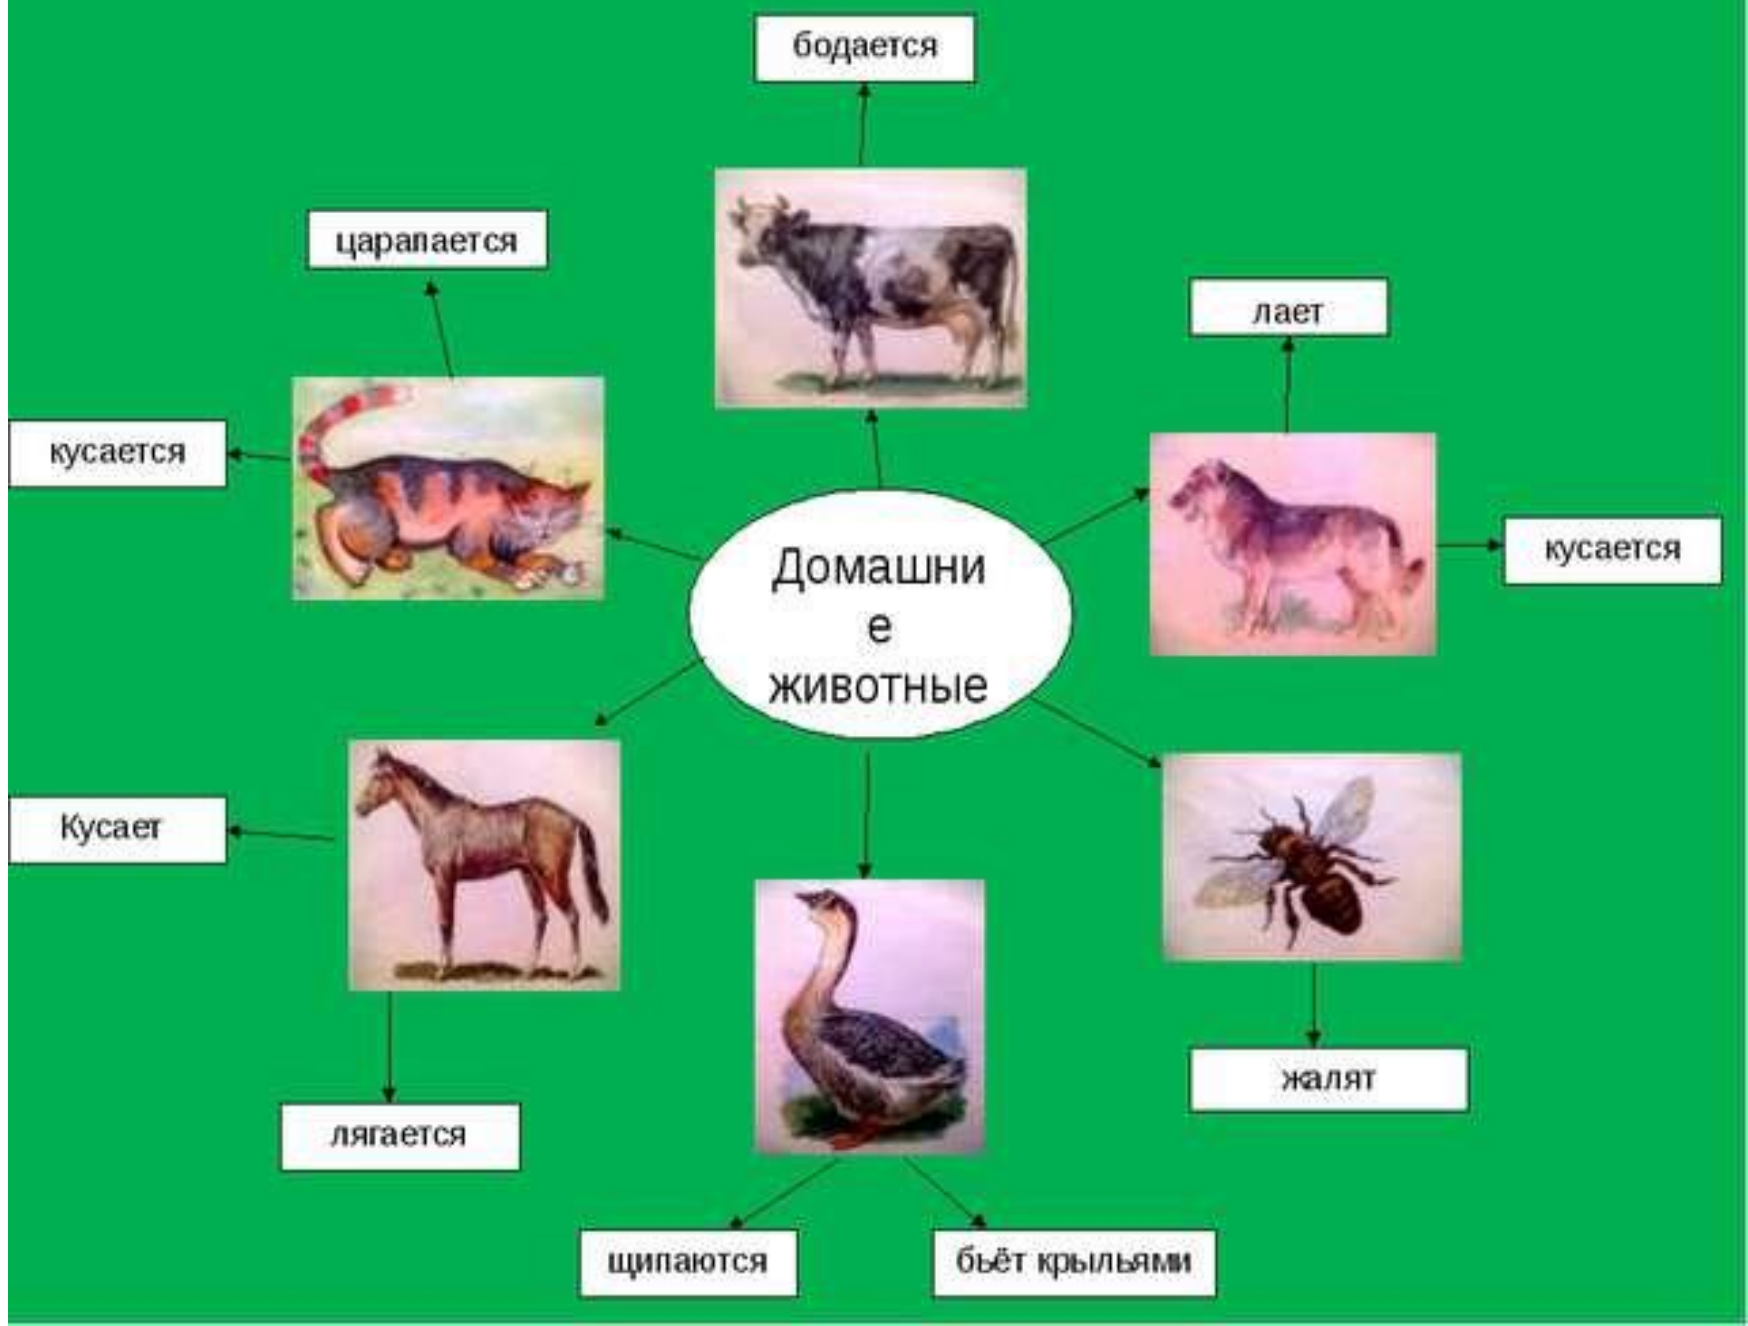 бодается
царапается
лает
кусается
кусается
Домашни
е
животные
Кусает
жалят
лягается
щипаются
бьёт крыльями